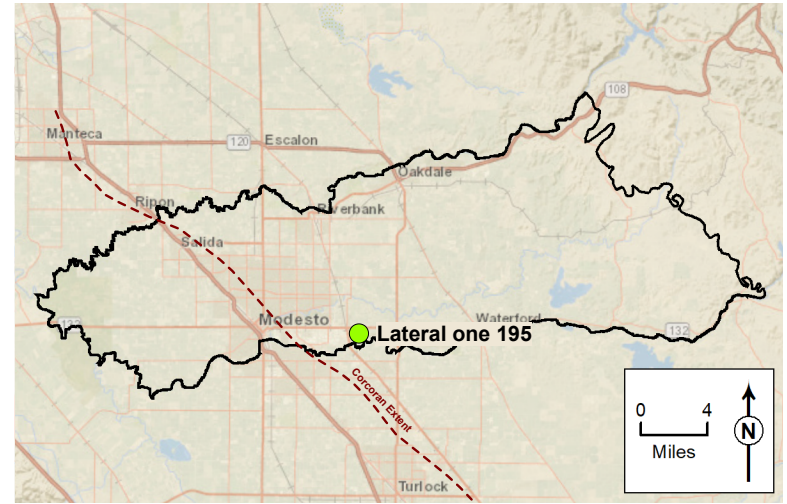 108
Manteca
120
Escalon
Oakdale
Ripon
Riverbank
Salida
132
Modesto
Waterford
Lateral one 195
132
Corcoran Extent
0 4
Miles
N
Turlock